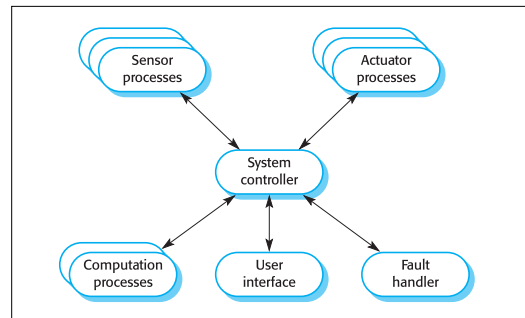 Sensor
processes
Actuator
processes
System
controller
Computation
processes
User
interface
Fault
handler